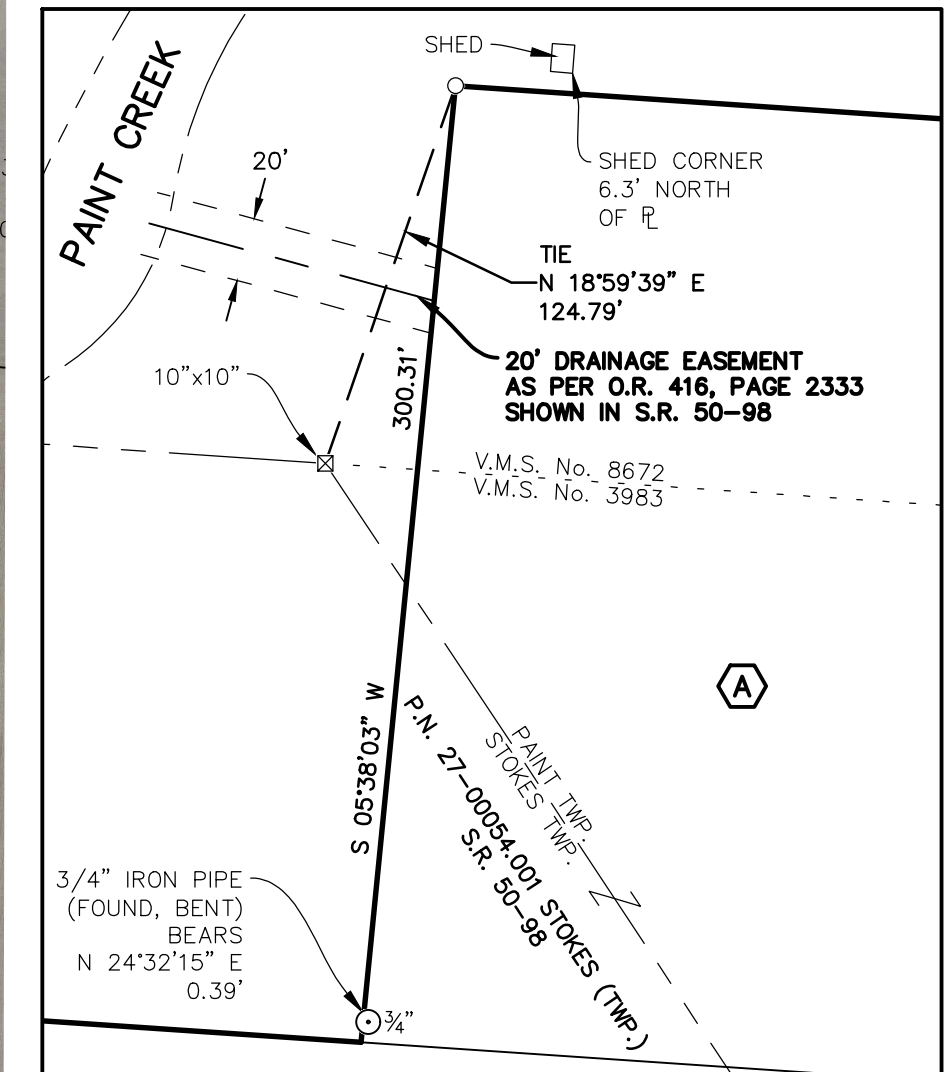 SHED
PAINT CREEK
20'
SHED CORNER
6.3' NORTH
OF ℙL
TIE
N 18°59'39" E
124.79'
20' DRAINAGE EASEMENT
AS PER O.R. 416, PAGE 2333
SHOWN IN S.R. 50-98
10"x10"
300.31'
V.M.S. No. 8672
V.M.S. No. 3983
A
S 05°38'03" W
PAINT TWP.
STOKES TWP.
P.N. 27-00054.001 STOKES (TWP.)
S.R. 50-98
3/4" IRON PIPE
(FOUND, BENT)
BEARS
N 24°32'15" E
0.39'
3/4"